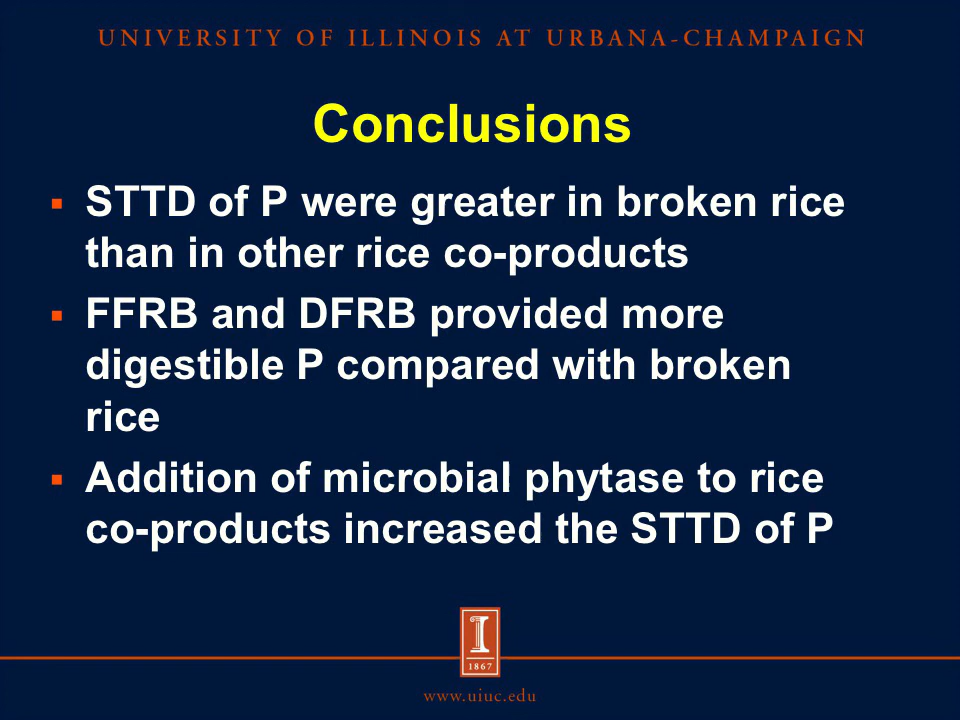 UNIVERSITY OF ILLINOIS AT URBANA-CHAMPAIGN
Conclusions
▪ STTD of P were greater in broken rice
than in other rice co-products
▪ FFRB and DFRB provided more
digestible P compared with broken
rice
▪ Addition of microbial phytase to rice
co-products increased the STTD of P
I
1867
www.uiuc.edu